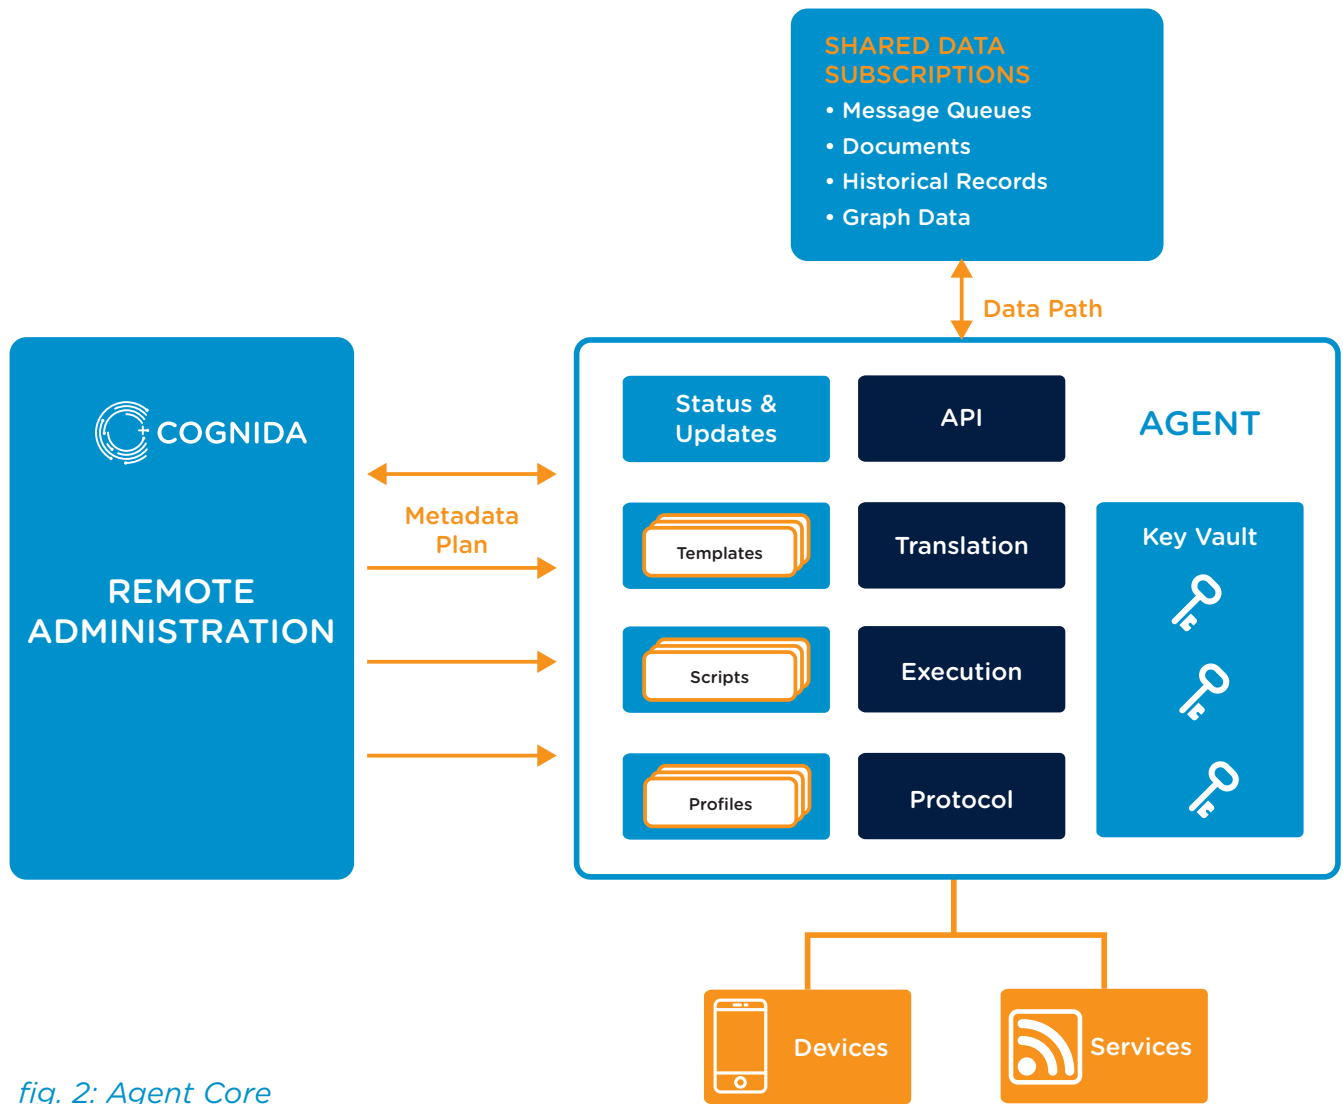 SHARED DATA
SUBSCRIPTIONS
• Message Queues
• Documents
• Historical Records
• Graph Data
Data Path
COGNIDA
REMOTE
ADMINISTRATION
Metadata
Plan
Status &
Updates
API
AGENT
Templates
Translation
Key Vault
Scripts
Execution
Profiles
Protocol
Devices
Services
fig. 2: Agent Core